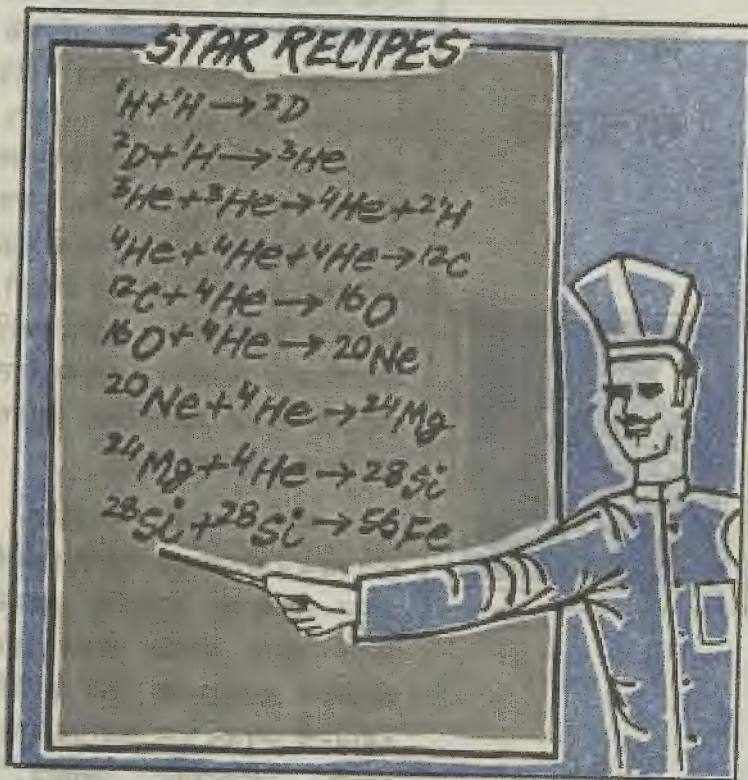 STAR RECIPES
¹H+¹H→²D
²D+¹H→³He
³He+³He→⁴He+2¹H
⁴He+⁴He+⁴He→¹²C
¹²C+⁴He→¹⁶O
¹⁶O+⁴He→²⁰Ne
²⁰Ne+⁴He→²⁴Mg
²⁴Mg+⁴He→²⁸Si
²⁸Si+²⁸Si→⁵⁶Fe